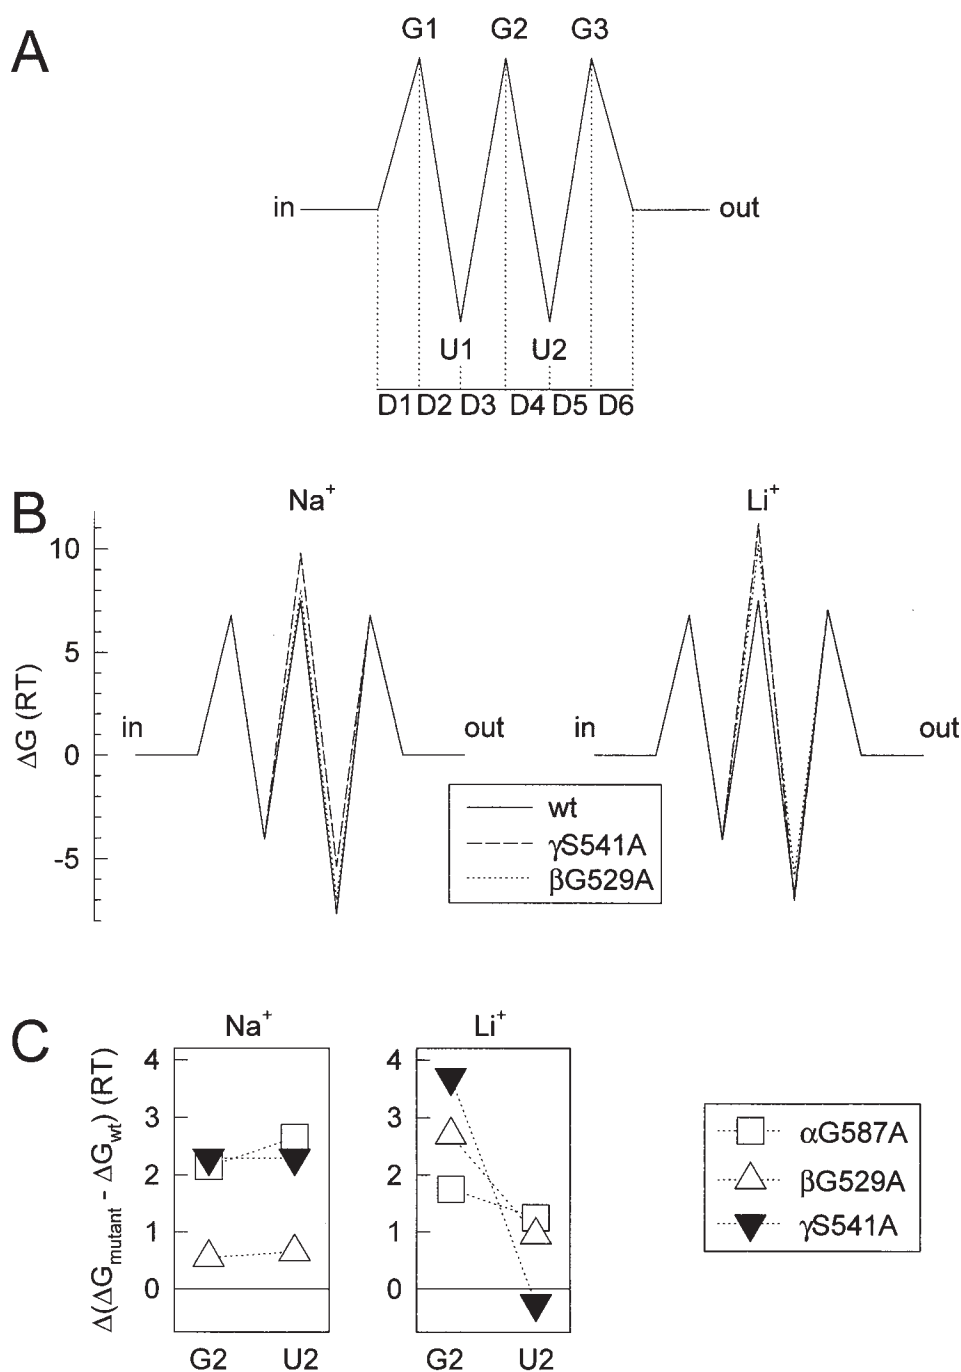 A
G1 G2 G3
in out
U1 U2
D1 D2 D3 D4 D5 D6
B
Na+ Li+
ΔG (RT)
10
5
0
-5
in out in out
wt
γS541A
βG529A
C
Na+ Li+
Δ(ΔGmutant - ΔGwt) (RT)
4 4
3 3
2 2
1 1
0 0
G2 U2 G2 U2
αG587A
βG529A
γS541A